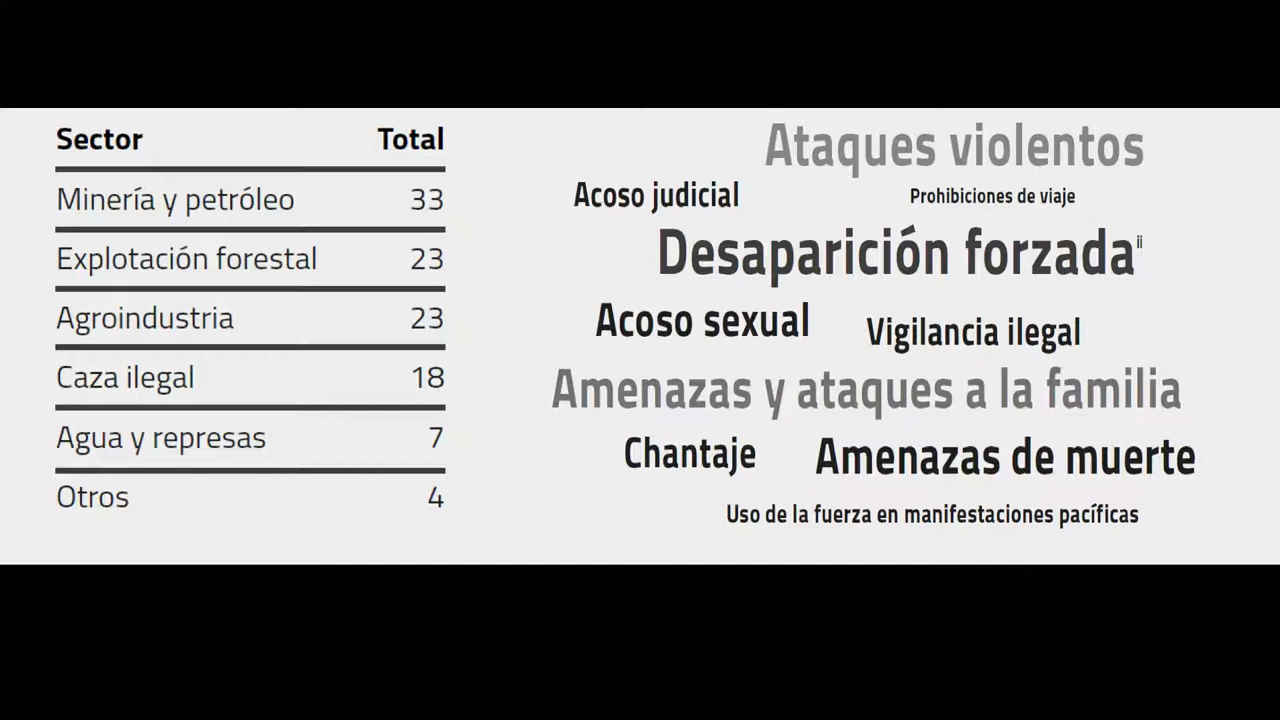 Sector Total
Minería y petróleo 33
Explotación forestal 23
Agroindustria 23
Caza ilegal 18
Agua y represas 7
Otros 4
Ataques violentos
Acoso judicial
Prohibiciones de viaje
Desaparición forzadaⁱⁱ
Acoso sexual
Vigilancia ilegal
Amenazas y ataques a la familia
Chantaje
Amenazas de muerte
Uso de la fuerza en manifestaciones pacíficas